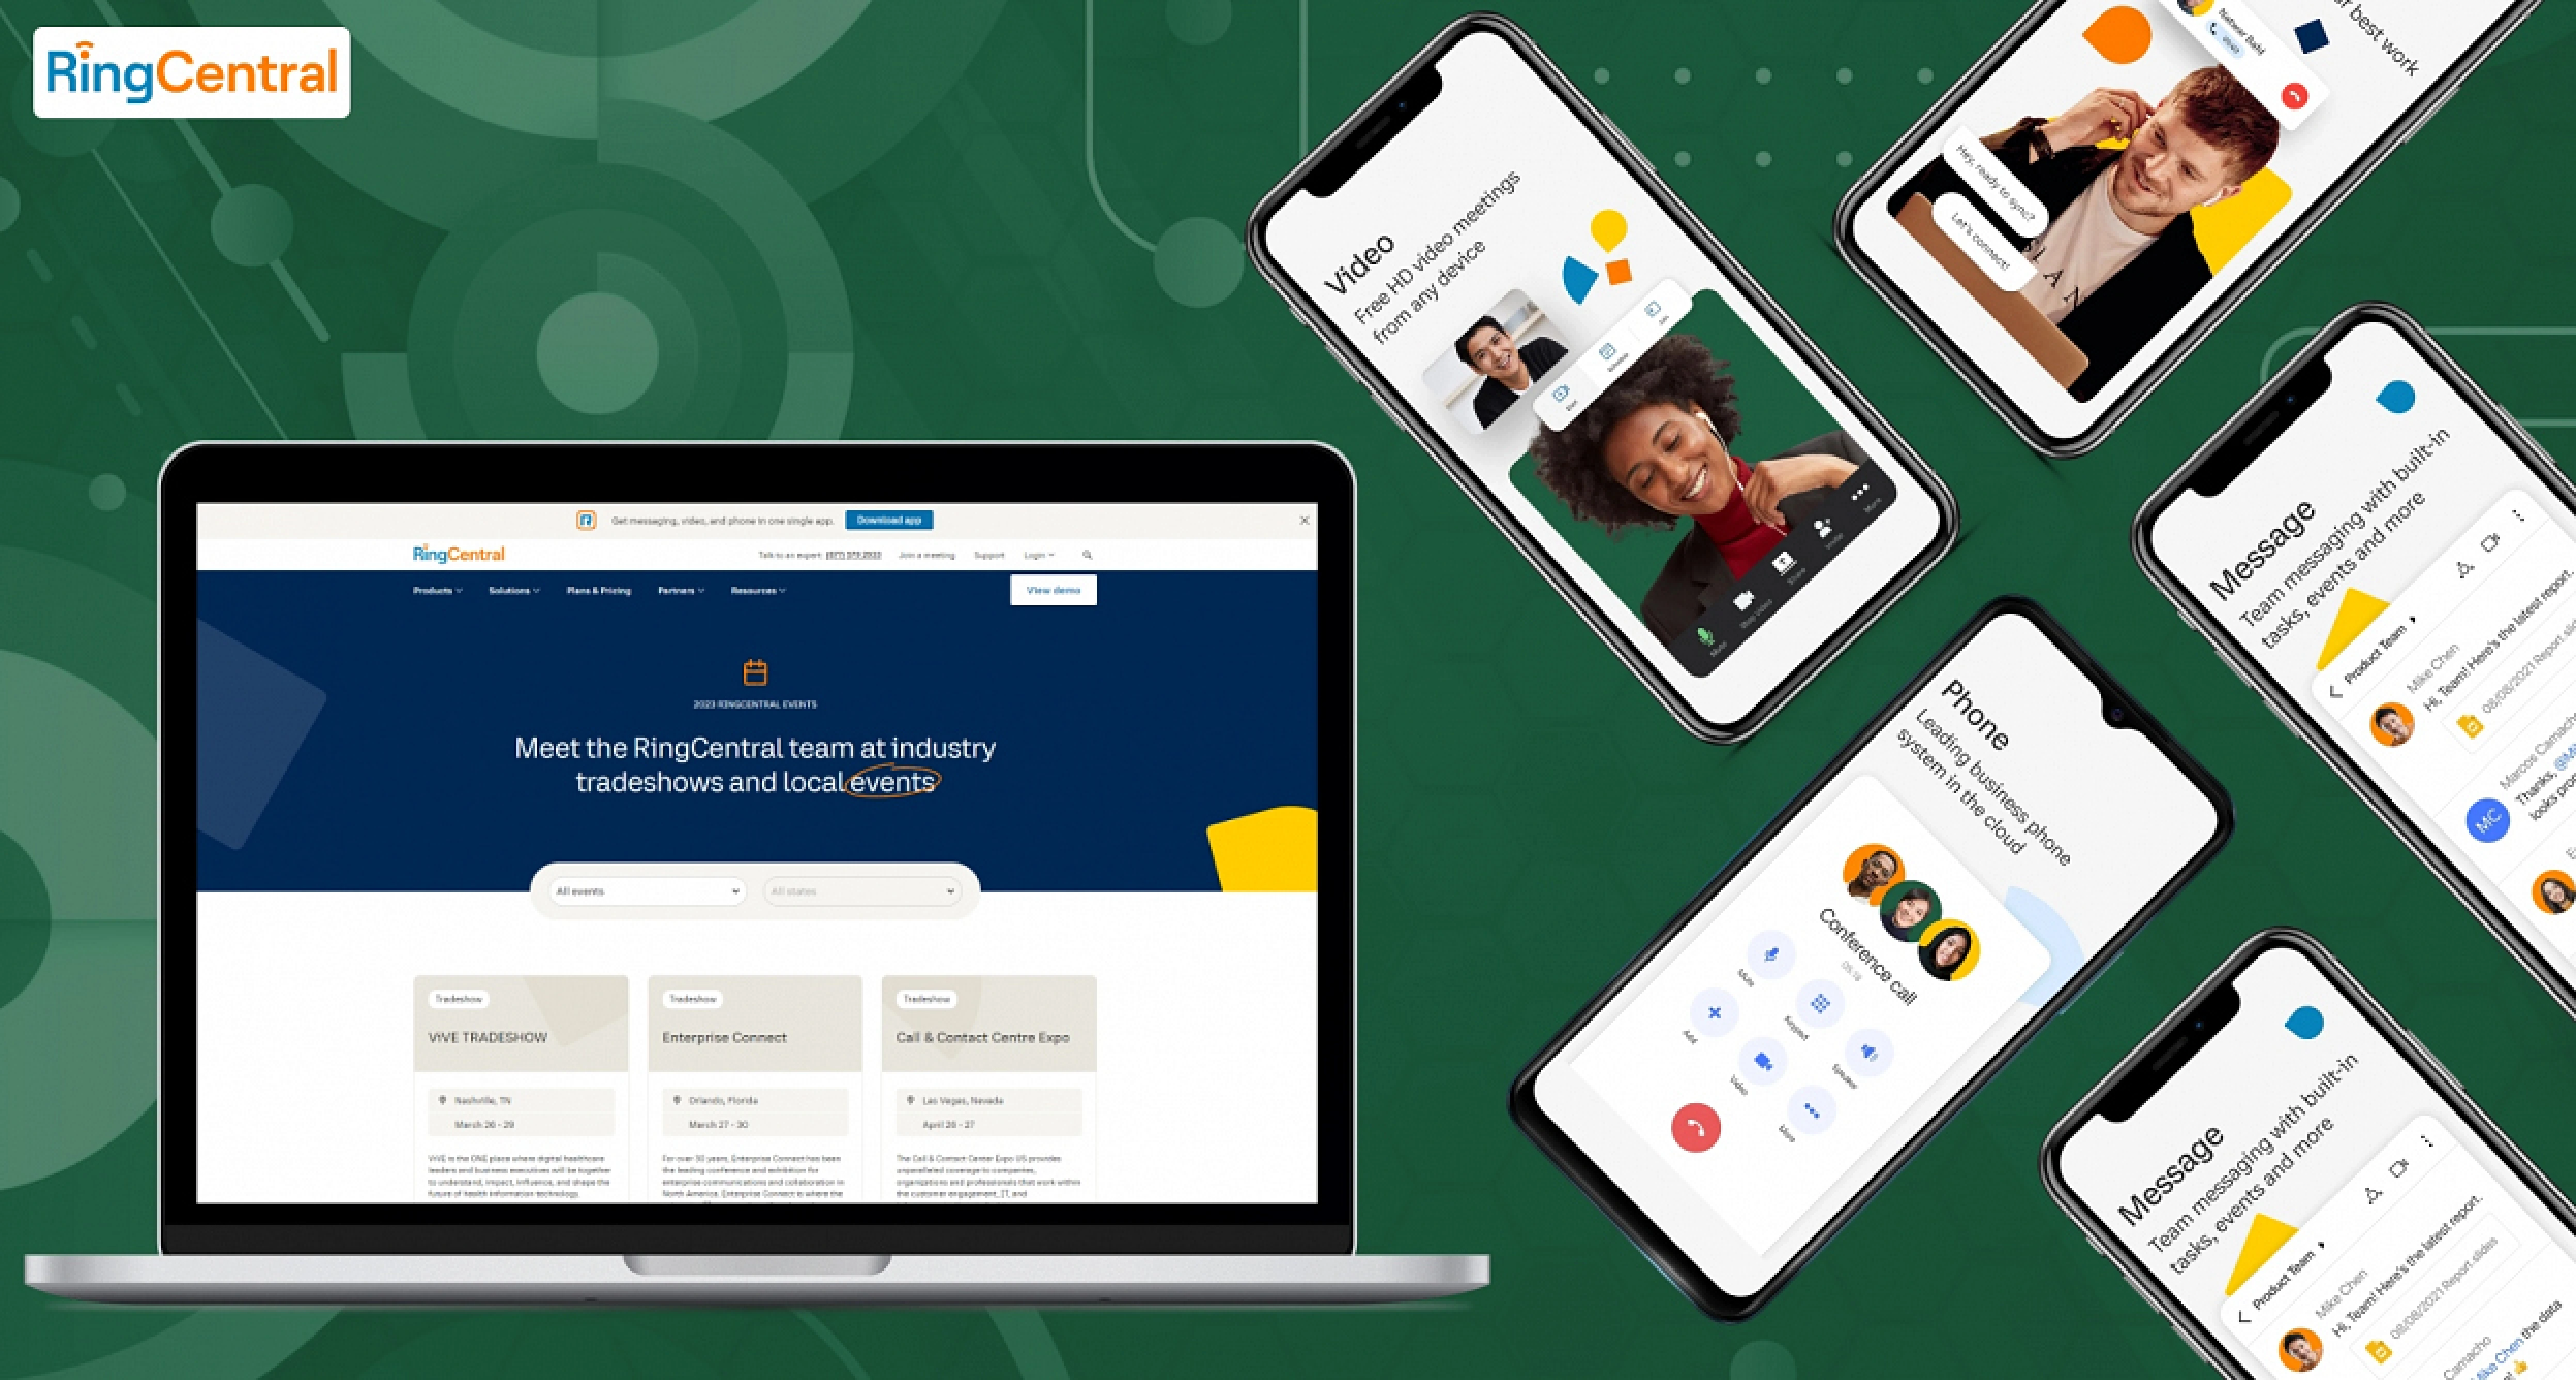 RingCentral
Get messaging, video, and phone in one single app.
Download app
RingCentral
Talk to an expert:
Join a meeting
Support
Login
Products
Solutions
Plans & Pricing
Partners
Resources
View demo
2023 RINGCENTRAL EVENTS
Meet the RingCentral team at industry
tradeshows and local events
All events
All states
Tradeshow
ViVE TRADESHOW
Nashville, TN
March 26 - 29
ViVE is the ONE place where digital healthcare
leaders and business executives will be together
to understand, impact, influence, and shape the
future of health information technology.
Tradeshow
Enterprise Connect
Orlando, Florida
March 27 - 30
For over 30 years, Enterprise Connect has been
the leading conference and exhibition for
enterprise communications and collaboration in
North America. Enterprise Connect is where the
Tradeshow
Call & Contact Centre Expo
Las Vegas, Nevada
April 26 - 27
The Call & Contact Center Expo US provides
unparalleled coverage to companies,
organizations and professionals that work within
the customer engagement, IT, and
Video
Free HD video meetings
from any device
Start
Schedule
Join
Mute
Stop Video
Share
Invite
More
best work
Hey, ready to sync?
Let's connect!
Phone
Leading business phone
system in the cloud
Conference call
Mute
Keypad
Speaker
Add
Video
More
Message
Team messaging with built-in
tasks, events and more
Product Team
Mike Chen
Hi, Team! Here's the latest report.
08/08/2021 Report
Marcos Camacho
MC
Thanks,
looks
Message
Team messaging with built-in
tasks, events and more
Product Team
Mike Chen
Hi, Team! Here's the latest report.
08/08/2021 Report slides
Camacho
Mike Chen the data